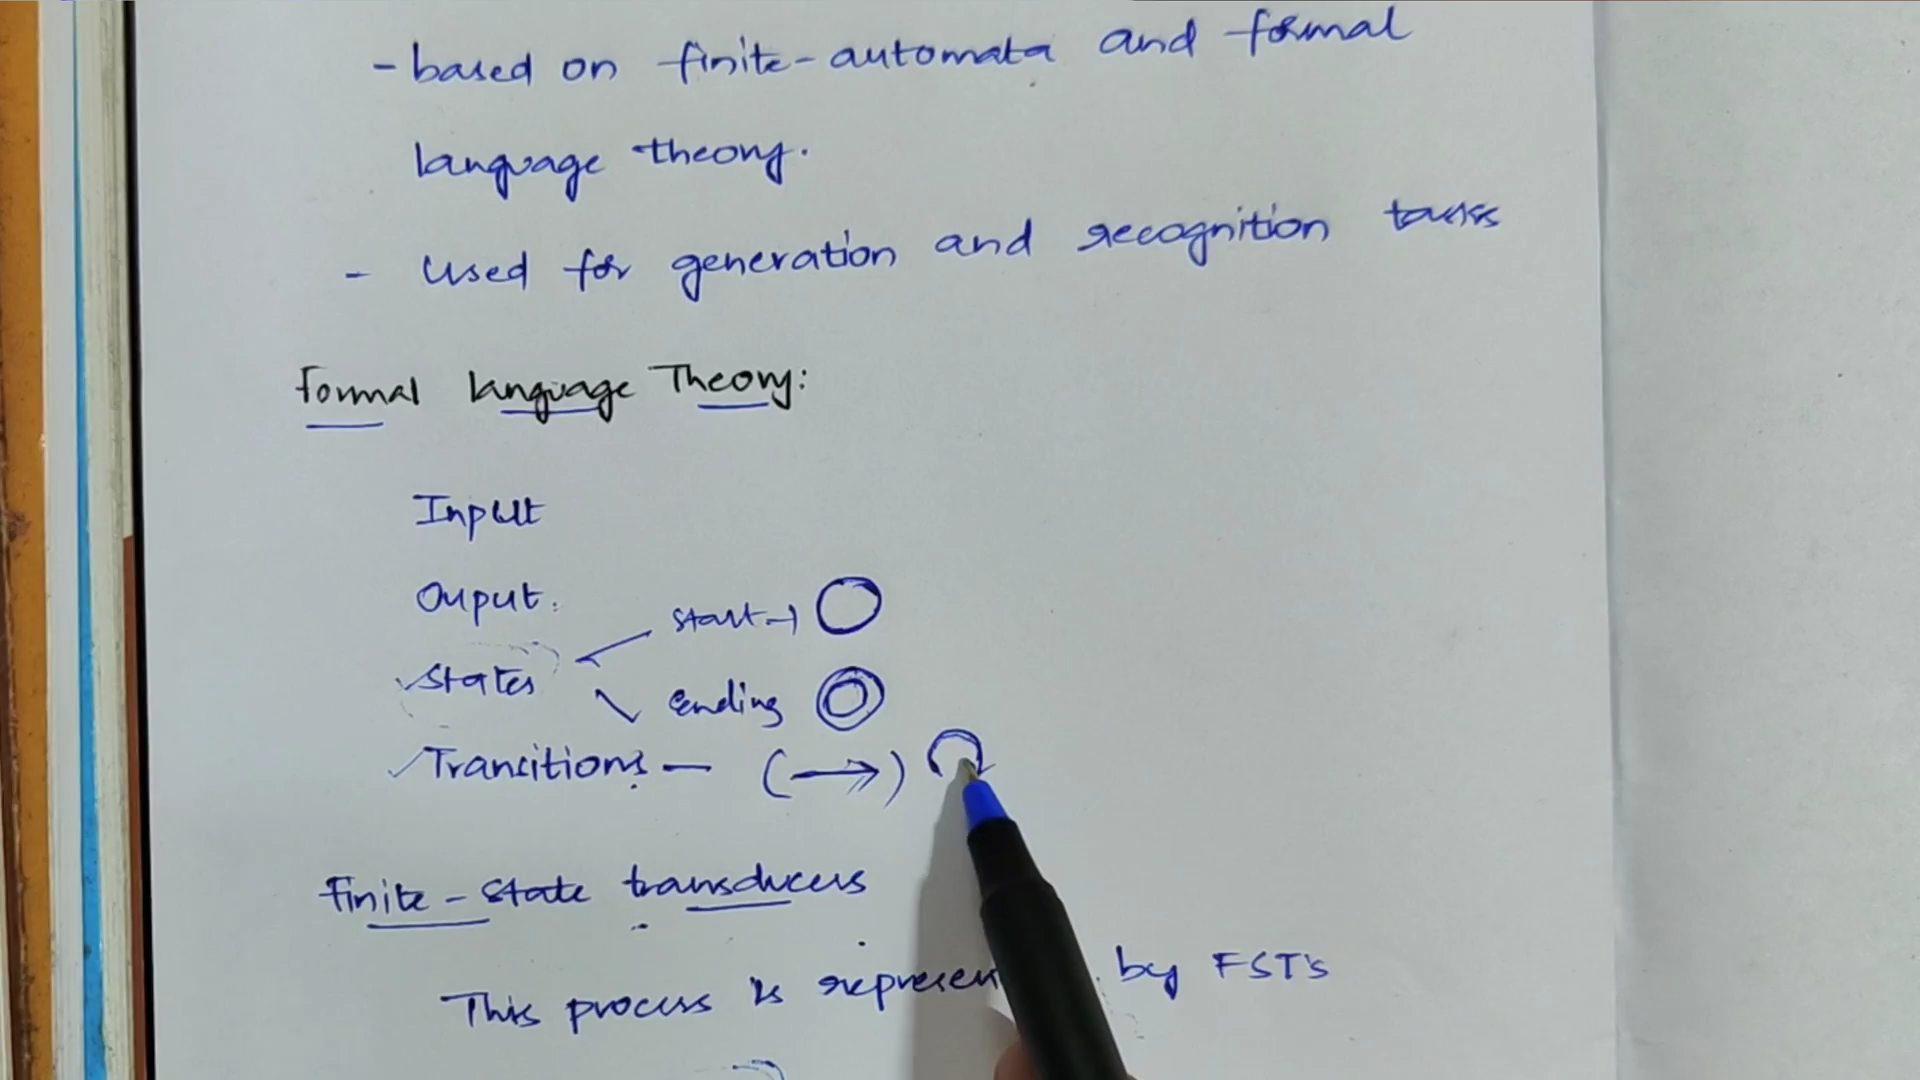 - based on finite-automata and formal
language theory.
- Used for generation and recognition tasks
Formal language Theory:
Input
Ouput.
States start →
Ending
Transitions — (→)
Finite-state transducers
This process is by FST's